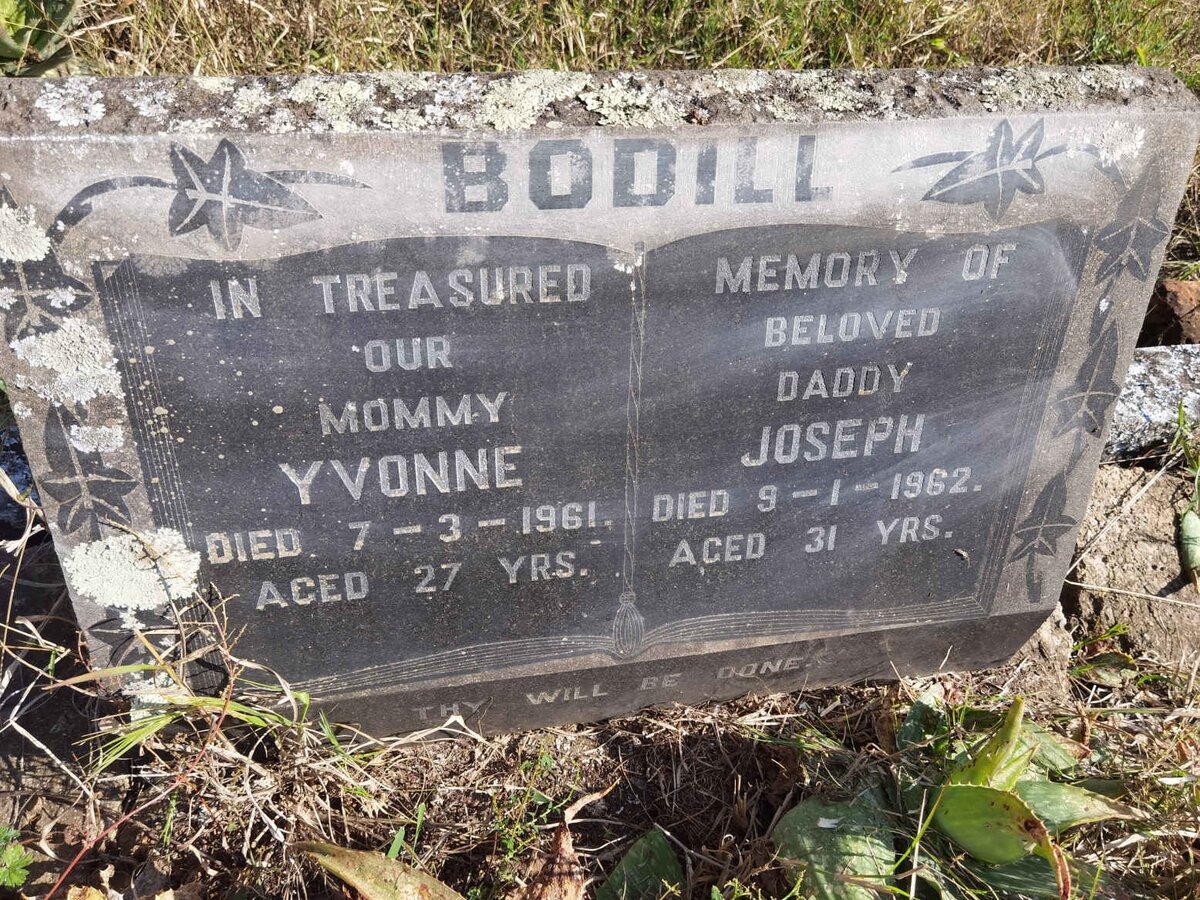 BODILL
IN TREASURED
OUR
MOMMY
YVONNE
DIED 7-3-1961.
AGED 27 YRS.
MEMORY OF
BELOVED
DADDY
JOSEPH
DIED 9-1-1962.
AGED 31 YRS.
THY WILL BE DONE.